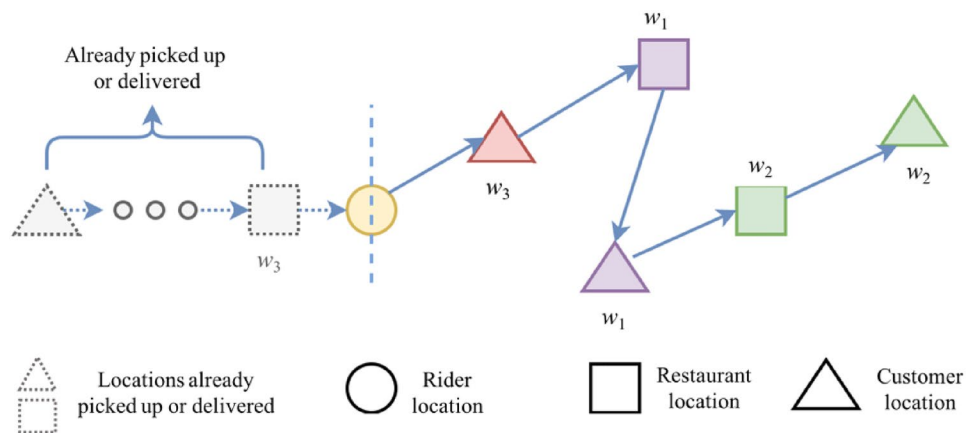 Already picked up
or delivered
w₁
w₃
w₂
w₂
w₃
w₁
Locations already
picked up or delivered
Rider
location
Restaurant
location
Customer
location